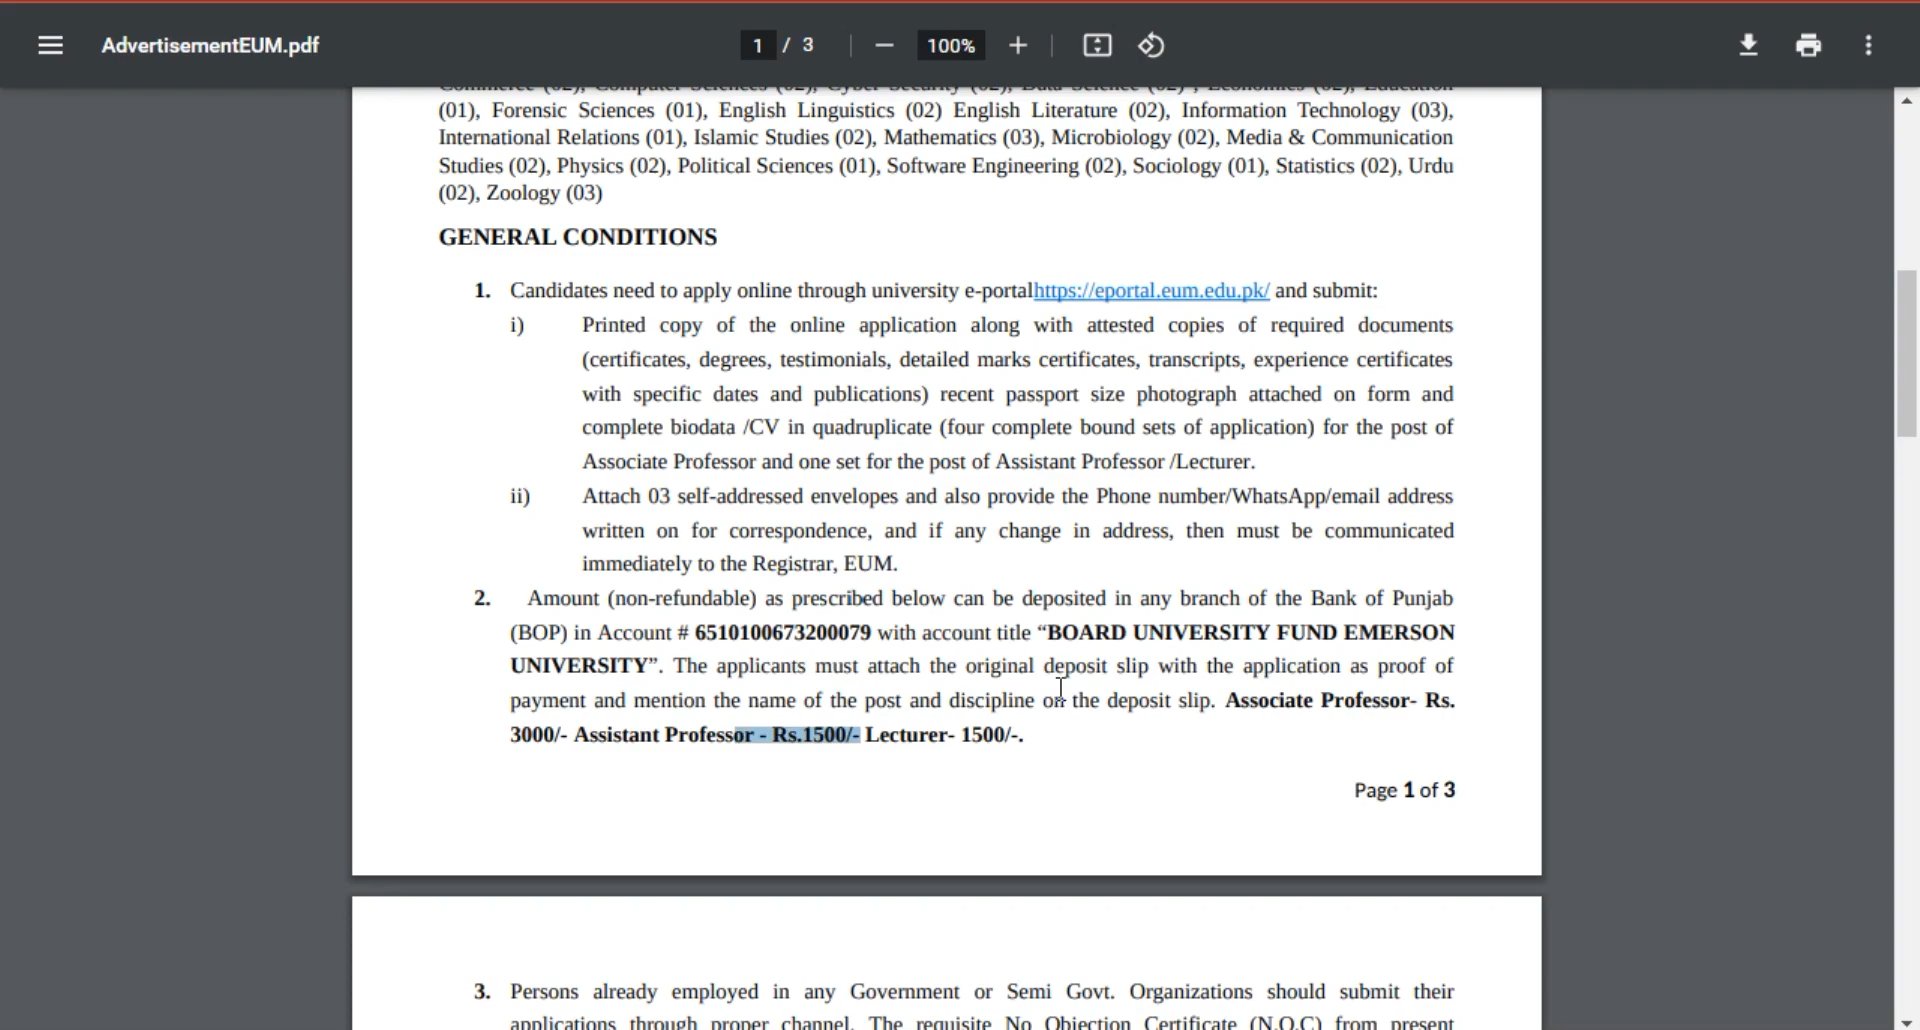 AdvertisementEUM.pdf
1 / 3
100%
Commerce (02), Computer Sciences (02), Cyber Security (02), Data Science (02) , Economics (02), Education
(01), Forensic Sciences (01), English Linguistics (02) English Literature (02), Information Technology (03),
International Relations (01), Islamic Studies (02), Mathematics (03), Microbiology (02), Media & Communication
Studies (02), Physics (02), Political Sciences (01), Software Engineering (02), Sociology (01), Statistics (02), Urdu
(02), Zoology (03)
GENERAL CONDITIONS
1. Candidates need to apply online through university e-portalhttps://eportal.eum.edu.pk/ and submit:
i) Printed copy of the online application along with attested copies of required documents
(certificates, degrees, testimonials, detailed marks certificates, transcripts, experience certificates
with specific dates and publications) recent passport size photograph attached on form and
complete biodata /CV in quadruplicate (four complete bound sets of application) for the post of
Associate Professor and one set for the post of Assistant Professor /Lecturer.
ii) Attach 03 self-addressed envelopes and also provide the Phone number/WhatsApp/email address
written on for correspondence, and if any change in address, then must be communicated
immediately to the Registrar, EUM.
2. Amount (non-refundable) as prescribed below can be deposited in any branch of the Bank of Punjab
(BOP) in Account # 6510100673200079 with account title “BOARD UNIVERSITY FUND EMERSON
UNIVERSITY”. The applicants must attach the original deposit slip with the application as proof of
payment and mention the name of the post and discipline on the deposit slip. Associate Professor- Rs.
3000/- Assistant Professor - Rs.1500/- Lecturer- 1500/-.
Page 1 of 3
3. Persons already employed in any Government or Semi Govt. Organizations should submit their
applications through proper channel. The requisite No Objection Certificate (N.O.C) from present